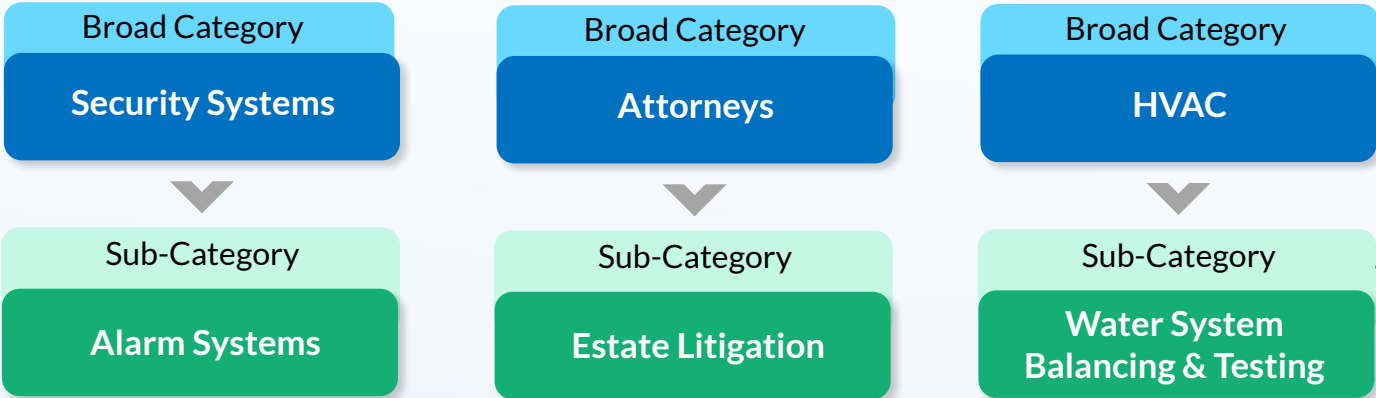 Broad Category
Security Systems
Sub-Category
Alarm Systems
Broad Category
Attorneys
Sub-Category
Estate Litigation
Broad Category
HVAC
Sub-Category
Water System
Balancing & Testing